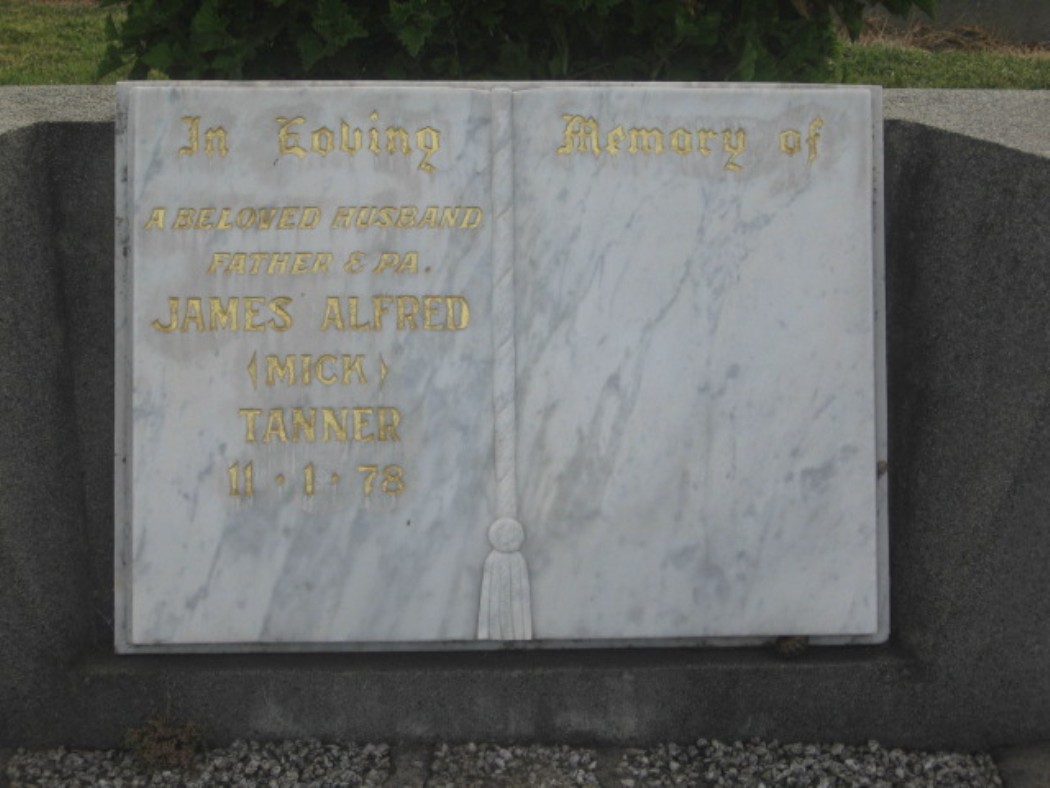 In Loving Memory of
A BELOVED HUSBAND
FATHER & PA.
JAMES ALFRED
(MICK)
TANNER
11·1·78